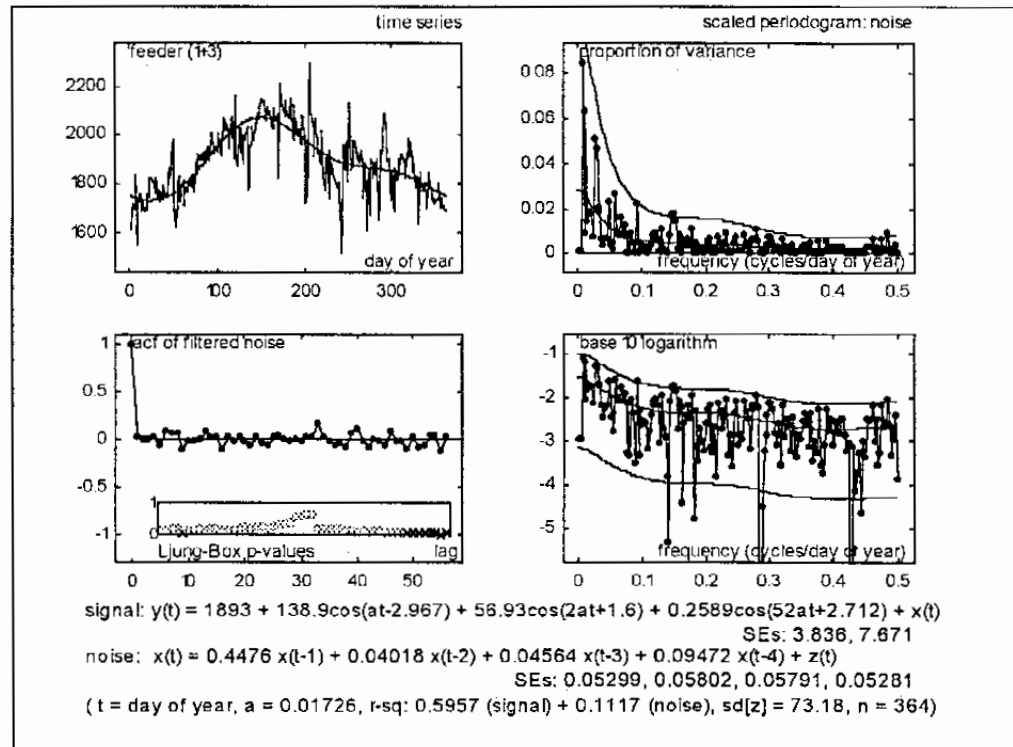 time series
scaled periodogram: noise
feeder (1+3)
proportion of variance
2200
2000
1800
1600
0.08
0.06
0.04
0.02
0
day of year
frequency (cycles/day of year)
0 100 200 300
0 0.1 0.2 0.3 0.4 0.5
acf of filtered noise
base 10 logarithm
1
0.5
0
-0.5
-1
-1
-2
-3
-4
-5
1
0
Ljung-Box p-values
lag
frequency (cycles/day of year)
0 10 20 30 40 50
0 0.1 0.2 0.3 0.4 0.5
signal: y(t) = 1893 + 138.9cos(at-2.967) + 56.93cos(2at+1.6) + 0.2589cos(52at+2.712) + x(t)
SEs: 3.836, 7.671
noise: x(t) = 0.4476 x(t-1) + 0.04018 x(t-2) + 0.04564 x(t-3) + 0.09472 x(t-4) + z(t)
SEs: 0.05299, 0.05802, 0.05791, 0.05281
( t = day of year, a = 0.01726, r-sq: 0.5957 (signal) + 0.1117 (noise), sd[z] = 73.18, n = 364)